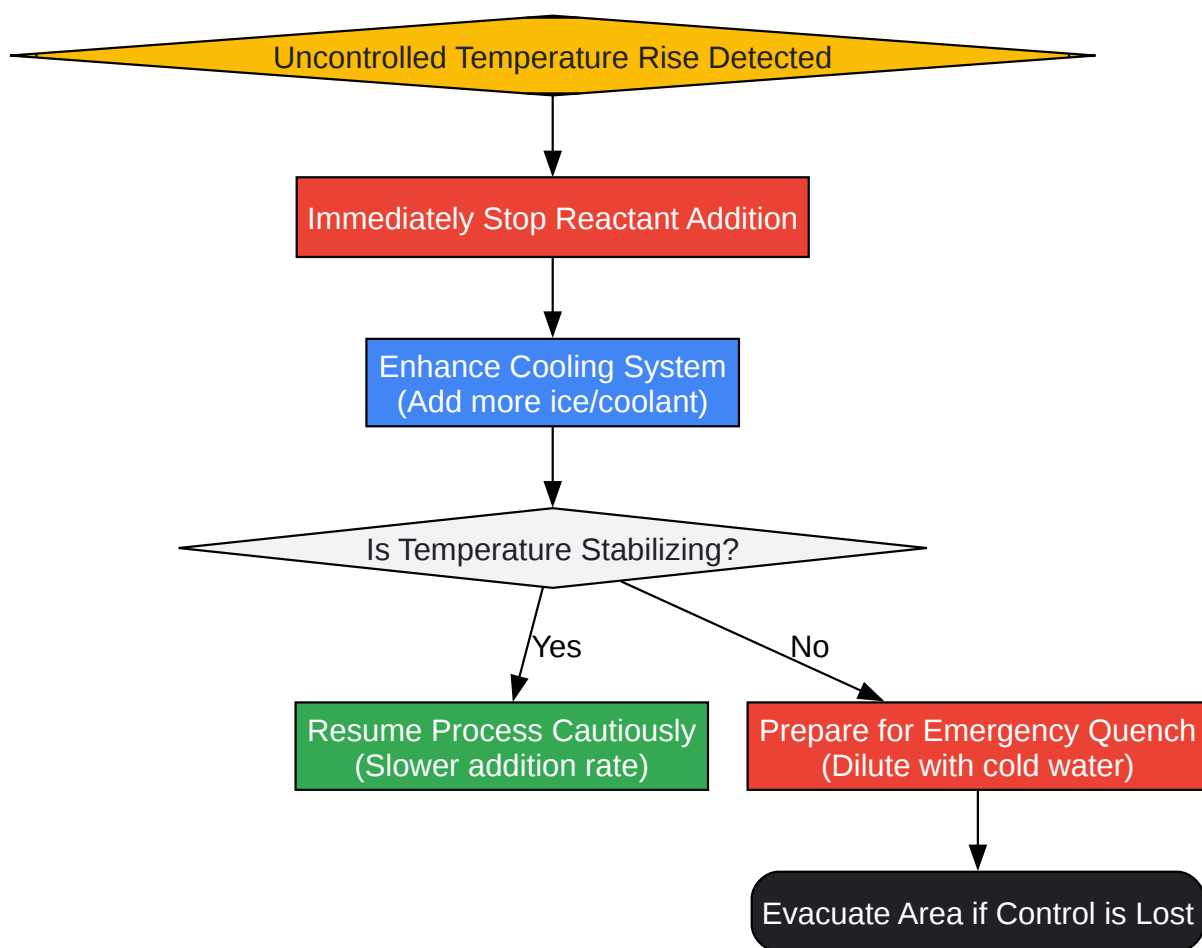 Uncontrolled Temperature Rise Detected
Immediately Stop Reactant Addition
Enhance Cooling System
(Add more ice/coolant)
Is Temperature Stabilizing?
Yes
No
Resume Process Cautiously
(Slower addition rate)
Prepare for Emergency Quench
(Dilute with cold water)
Evacuate Area if Control is Lost